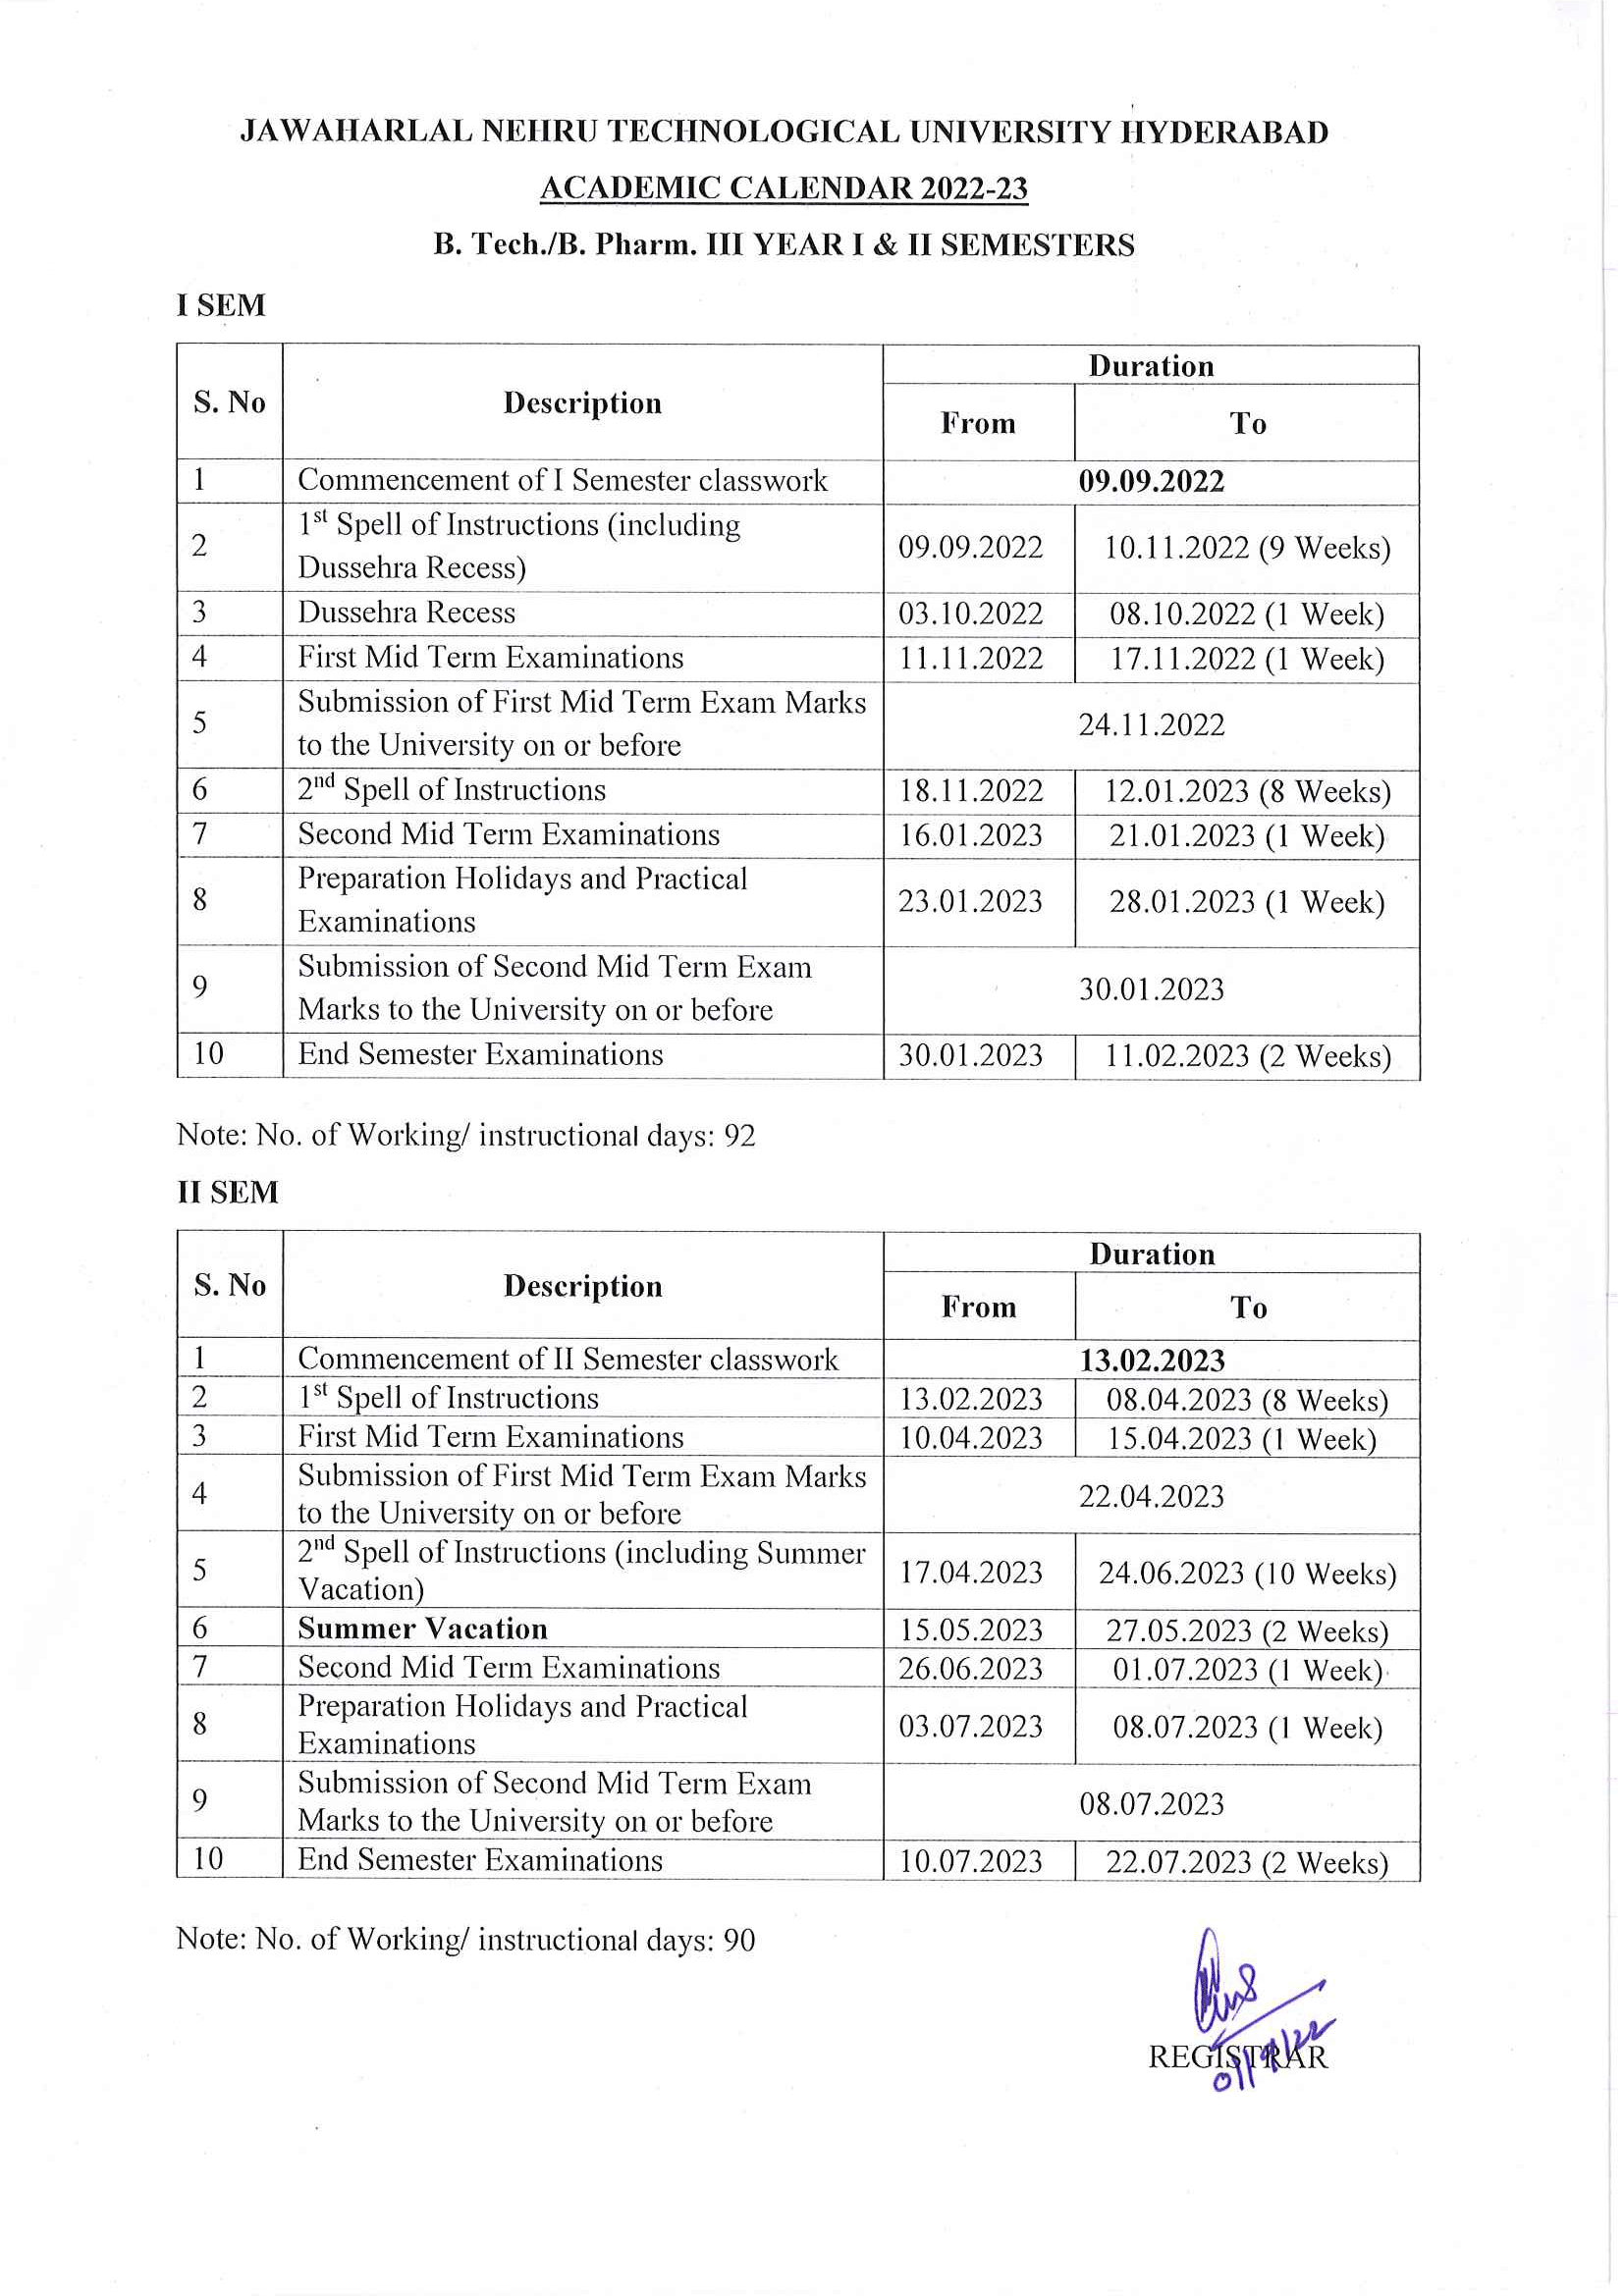 JAWAHARLAL NEHRU TECHNOLOGICAL UNIVERSITY HYDERABAD
ACADEMIC CALENDAR 2022-23
B. Tech./B. Pharm. III YEAR I & II SEMESTERS
I SEM
S. No Description Duration
From To
1 Commencement of I Semester classwork 09.09.2022
2 1st Spell of Instructions (including
Dussehra Recess) 09.09.2022 10.11.2022 (9 Weeks)
3 Dussehra Recess 03.10.2022 08.10.2022 (1 Week)
4 First Mid Term Examinations 11.11.2022 17.11.2022 (1 Week)
5 Submission of First Mid Term Exam Marks
to the University on or before 24.11.2022
6 2nd Spell of Instructions 18.11.2022 12.01.2023 (8 Weeks)
7 Second Mid Term Examinations 16.01.2023 21.01.2023 (1 Week)
8 Preparation Holidays and Practical
Examinations 23.01.2023 28.01.2023 (1 Week)
9 Submission of Second Mid Term Exam
Marks to the University on or before 30.01.2023
10 End Semester Examinations 30.01.2023 11.02.2023 (2 Weeks)
Note: No. of Working/ instructional days: 92
II SEM
S. No Description Duration
From To
1 Commencement of II Semester classwork 13.02.2023
2 1st Spell of Instructions 13.02.2023 08.04.2023 (8 Weeks)
3 First Mid Term Examinations 10.04.2023 15.04.2023 (1 Week)
4 Submission of First Mid Term Exam Marks
to the University on or before 22.04.2023
5 2nd Spell of Instructions (including Summer
Vacation) 17.04.2023 24.06.2023 (10 Weeks)
6 Summer Vacation 15.05.2023 27.05.2023 (2 Weeks)
7 Second Mid Term Examinations 26.06.2023 01.07.2023 (1 Week)
8 Preparation Holidays and Practical
Examinations 03.07.2023 08.07.2023 (1 Week)
9 Submission of Second Mid Term Exam
Marks to the University on or before 08.07.2023
10 End Semester Examinations 10.07.2023 22.07.2023 (2 Weeks)
Note: No. of Working/ instructional days: 90
REGISTRAR